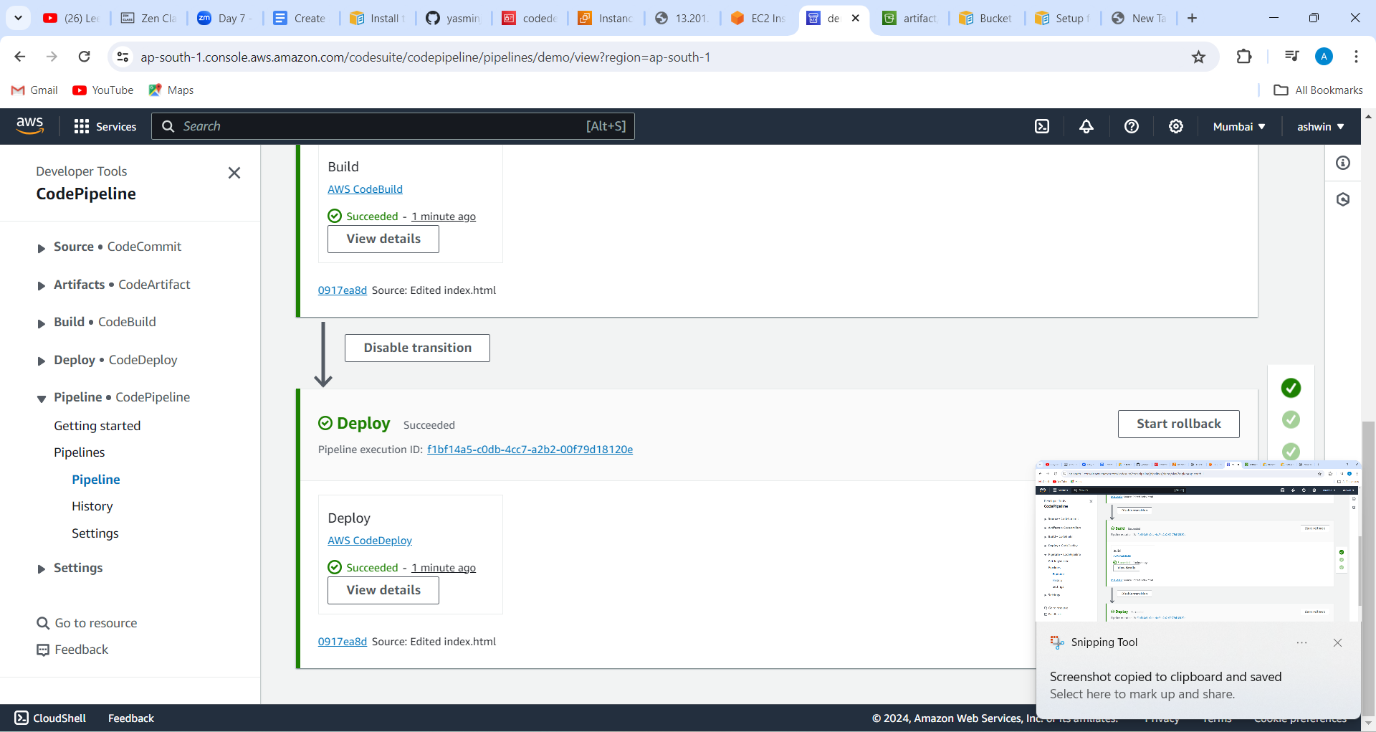 (26) Lea
Zen Cla
Day 7 -
Create
Install t
yasmin
codede
Instanc
13.201.
EC2 Ins
de
artifact
Bucket
Setup f
New Ta
ap-south-1.console.aws.amazon.com/codesuite/codepipeline/pipelines/demo/view?region=ap-south-1
A
Gmail YouTube Maps All Bookmarks
aws Services Search [Alt+S] Mumbai ashwin
Developer Tools
CodePipeline
Source • CodeCommit
Artifacts • CodeArtifact
Build • CodeBuild
Deploy • CodeDeploy
Pipeline • CodePipeline
Getting started
Pipelines
Pipeline
History
Settings
Settings
Go to resource
Feedback
Build
AWS CodeBuild
Succeeded - 1 minute ago
View details
0917ea8d Source: Edited index.html
Disable transition
Deploy Succeeded
Start rollback
Pipeline execution ID: f1bf14a5-c0db-4cc7-a2b2-00f79d18120e
Deploy
AWS CodeDeploy
Succeeded - 1 minute ago
View details
0917ea8d Source: Edited index.html
Snipping Tool
Screenshot copied to clipboard and saved
Select here to mark up and share.
CloudShell Feedback © 2024, Amazon Web Services, Inc. or its affiliates. Privacy Terms Cookie preferences